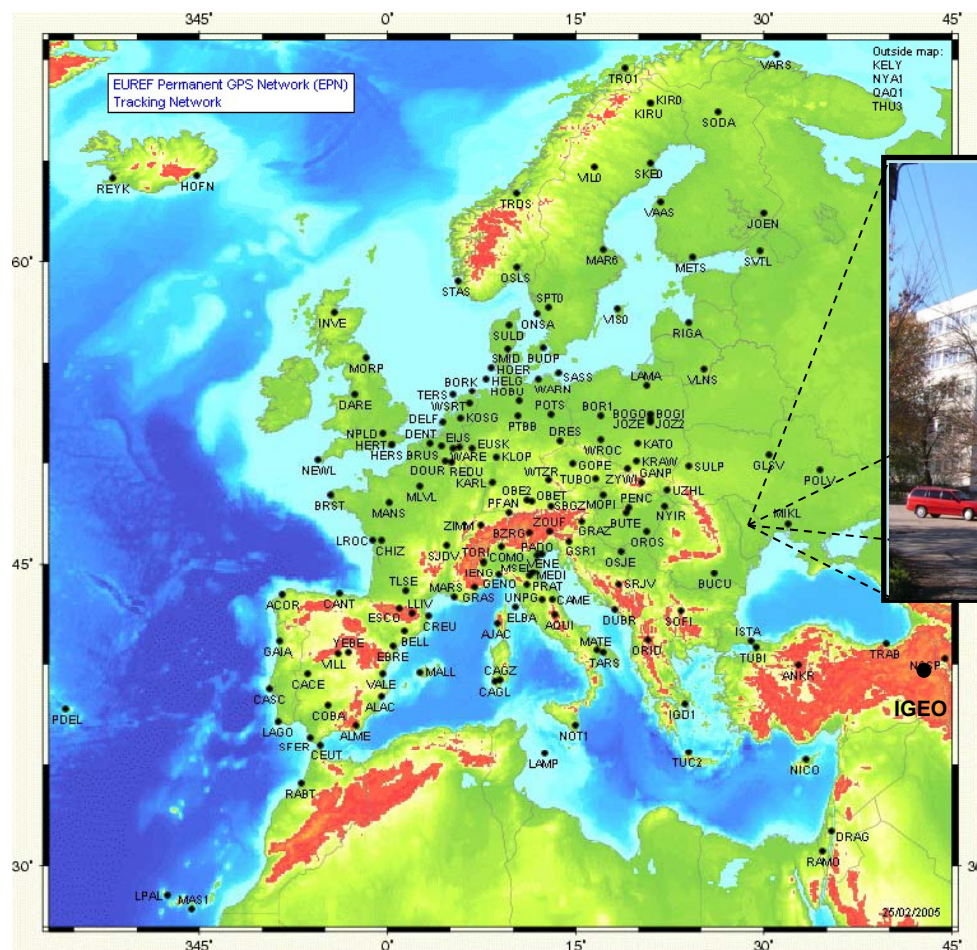 345°
0°
15°
30°
45°
EUREF Permanent GPS Network (EPN)
Tracking Network
Outside map:
KELY
NYA1
QAQ1
THU3
VARS
TRO1
KIR0
KIRU
SODA
REYK
HOFN
VIL0
SKE0
TRDS
VAAS
JOEN
60°
MAR6
METS
SVTL
OSLS
STAS
SPT0
INVE
ONSA
VIS0
RIGA
SULD
MORP
SMID
BUDP
HOER
HELG
SASS
LAMA
VLNS
BORK
HOBU
WARN
TERS
DARE
WSRT
POTS
BOR1
BOGO
BOGI
DELF
KOSG
PTBB
JOZE
JOZ2
NPLD
DENT
EIJS
DRES
HERT
HERS
EUSK
WROC
KATO
BRUS
WARE
NEWL
DOUR
REDU
KLOP
WTZR
GOPE
KRAW
SULP
GLSV
POLV
KARL
TUBO
ZYWI
GANP
MLVL
OBE2
OBET
MOPI
PENC
UZHL
BRST
MANS
PFAN
SBGZ
NYIR
MIKL
ZIMM
ZOUF
GRAZ
BUTE
LROC
CHIZ
BZRG
OROS
SJDV
TORI
COMO
PADO
GSR1
45°
IENG
MSEL
VENE
OSJE
MARS
GENO
MEDI
BUCU
TLSE
GRAS
PRAT
SRJV
ACOR
CANT
LLIV
UNPG
CAME
ESCO
CREU
ELBA
AQUI
DUBR
SOFI
YEBE
BELL
AJAC
ISTA
GAIA
VILL
EBRE
MATE
TUBI
TRAB
CAGZ
TARS
ORID
ANKR
NSSP
CACE
VALE
MALL
CASC
CAGL
PDEL
COBA
ALAC
IGD1
IGEO
LAGO
ALME
NOT1
SFER
CEUT
LAMP
TUC2
NICO
RABT
DRAG
30°
RAMO
LPAL
MAS1
25/02/2005
345°
0°
15°
30°
45°